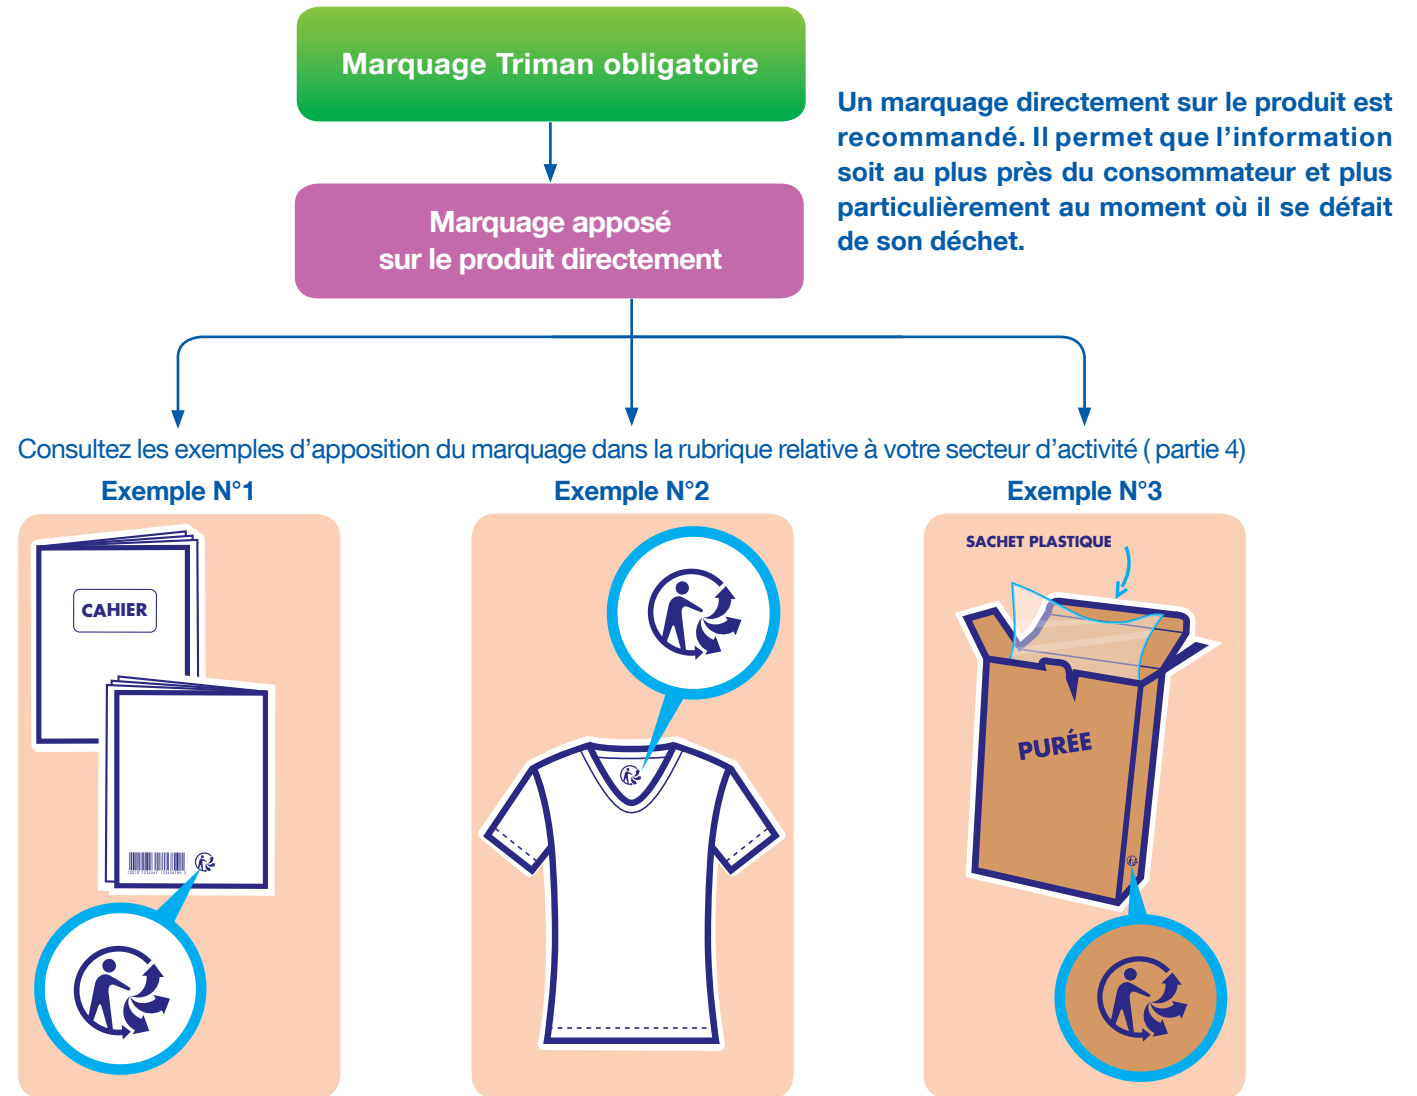 Marquage Triman obligatoire
Un marquage directement sur le produit est
recommandé. Il permet que l’information
soit au plus près du consommateur et plus
particulièrement au moment où il se défait
de son déchet.
Marquage apposé
sur le produit directement
Consultez les exemples d’apposition du marquage dans la rubrique relative à votre secteur d’activité ( partie 4)
Exemple N°1
Exemple N°2
Exemple N°3
CAHIER
SACHET PLASTIQUE
PURÉE